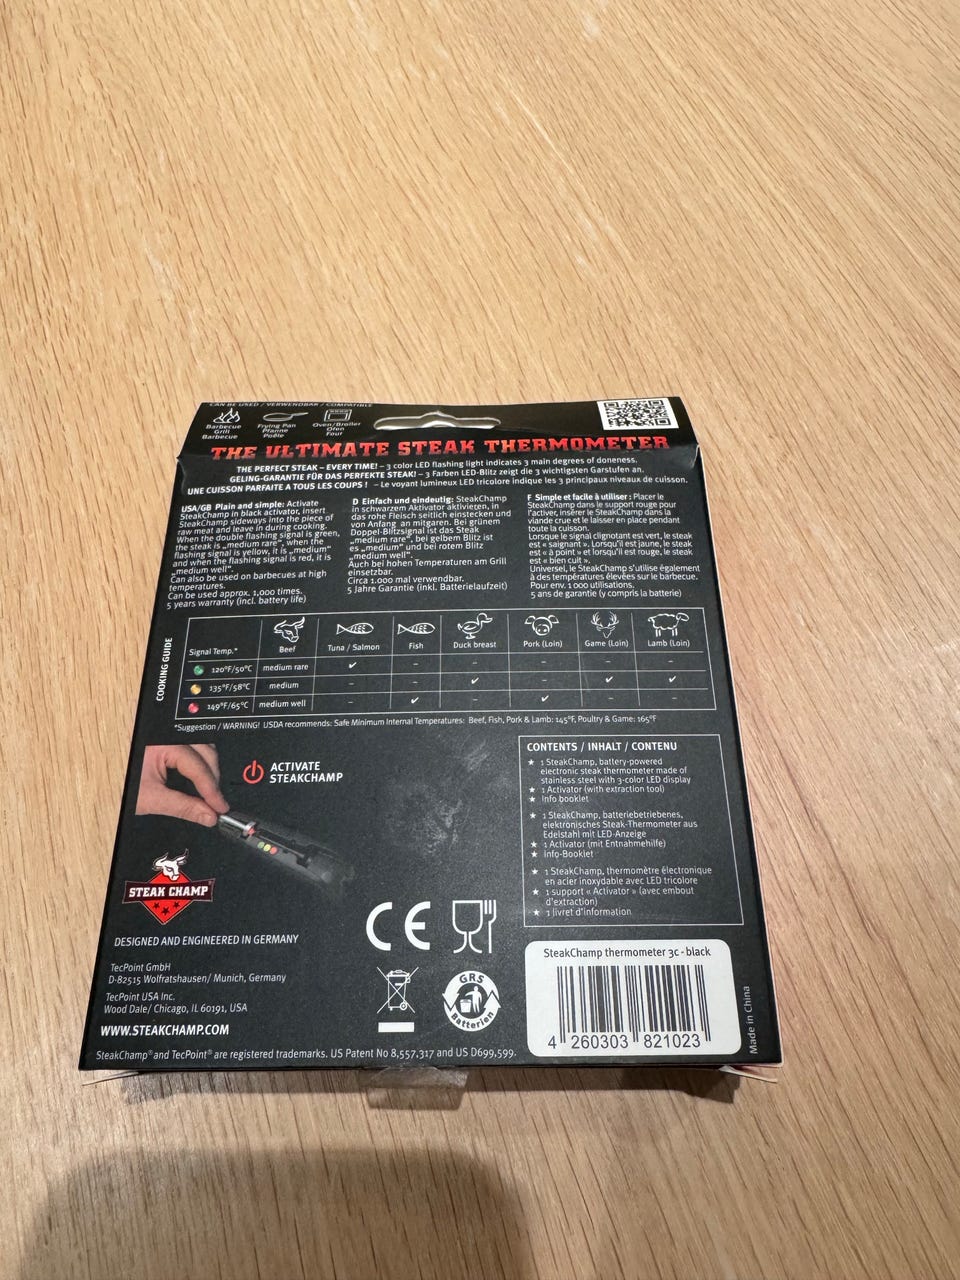 CAN BE USED / VERWENDBAR / COMPATIBLE
Barbecue
Grill
Barbecue
Frying Pan
Pfanne
Poêle
Oven/Broiler
Ofen
Four
THE ULTIMATE STEAK THERMOMETER
THE PERFECT STEAK – EVERY TIME! – 3 color LED flashing light indicates 3 main degrees of doneness.
GELING-GARANTIE FÜR DAS PERFEKTE STEAK! – 3 Farben LED-Blitz zeigt die 3 wichtigsten Garstufen an.
UNE CUISSON PARFAITE A TOUS LES COUPS ! – Le voyant lumineux LED tricolore indique les 3 principaux niveaux de cuisson.
USA/GB Plain and simple: Activate
SteakChamp in black activator, insert
SteakChamp sideways into the piece of
raw meat and leave in during cooking.
When the double flashing signal is green,
the steak is „medium rare“, when the
flashing signal is yellow, it is „medium“
and when the flashing signal is red, it is
„medium well“.
Can also be used on barbecues at high
temperatures.
Can be used approx. 1,000 times.
5 years warranty (incl. battery life)
D Einfach und eindeutig: SteakChamp
in schwarzem Aktivator aktivieren, in
das rohe Fleisch seitlich einstecken und
von Anfang an mitgaren. Bei grünem
Doppel-Blitzsignal ist das Steak
„medium rare“, bei gelbem Blitz ist
es „medium“ und bei rotem Blitz
„medium well“.
Auch bei hohen Temperaturen am Grill
einsetzbar.
Circa 1.000 mal verwendbar.
5 Jahre Garantie (inkl. Batterielaufzeit)
F Simple et facile à utiliser : Placer le
SteakChamp dans le support rouge pour
l'activer, insérer le SteakChamp dans la
viande crue et le laisser en place pendant
toute la cuisson.
Lorsque le signal clignotant est vert, le steak
est « saignant ». Lorsqu'il est jaune, le steak
est « à point » et lorsqu'il est rouge, le steak
est « bien cuit ».
Universel, le SteakChamp s'utilise également
à des températures élevées sur le barbecue.
Pour env. 1 000 utilisations.
5 ans de garantie (y compris la batterie)
COOKING GUIDE
Signal Temp.* Beef Tuna / Salmon Fish Duck breast Pork (Loin) Game (Loin) Lamb (Loin)
120°F/50°C medium rare ✔ – – – – –
135°F/58°C medium – – ✔ – ✔ ✔
149°F/65°C medium well – ✔ – ✔ – –
*Suggestion / WARNING! USDA recommends: Safe Minimum Internal Temperatures: Beef, Fish, Pork & Lamb: 145°F, Poultry & Game: 165°F
ACTIVATE
STEAKCHAMP
CONTENTS / INHALT / CONTENU
★ 1 SteakChamp, battery-powered
electronic steak thermometer made of
stainless steel with 3-color LED display
★ 1 Activator (with extraction tool)
★ Info booklet
★ 1 SteakChamp, batteriebetriebenes,
elektronisches Steak-Thermometer aus
Edelstahl mit LED-Anzeige
★ 1 Activator (mit Entnahmehilfe)
★ Info-Booklet
★ 1 SteakChamp, thermomètre électronique
en acier inoxydable avec LED tricolore
★ 1 support « Activator » (avec embout
d'extraction)
★ 1 livret d'information
STEAK CHAMP
DESIGNED AND ENGINEERED IN GERMANY
TecPoint GmbH
D-82515 Wolfratshausen/ Munich, Germany
TecPoint USA Inc.
Wood Dale/ Chicago, IL 60191, USA
WWW.STEAKCHAMP.COM
SteakChamp® and TecPoint® are registered trademarks. US Patent No 8,557,317 and US D699,599.
CE
GRS
Batterien
SteakChamp thermometer 3c - black
4 260303 821023
Made in China